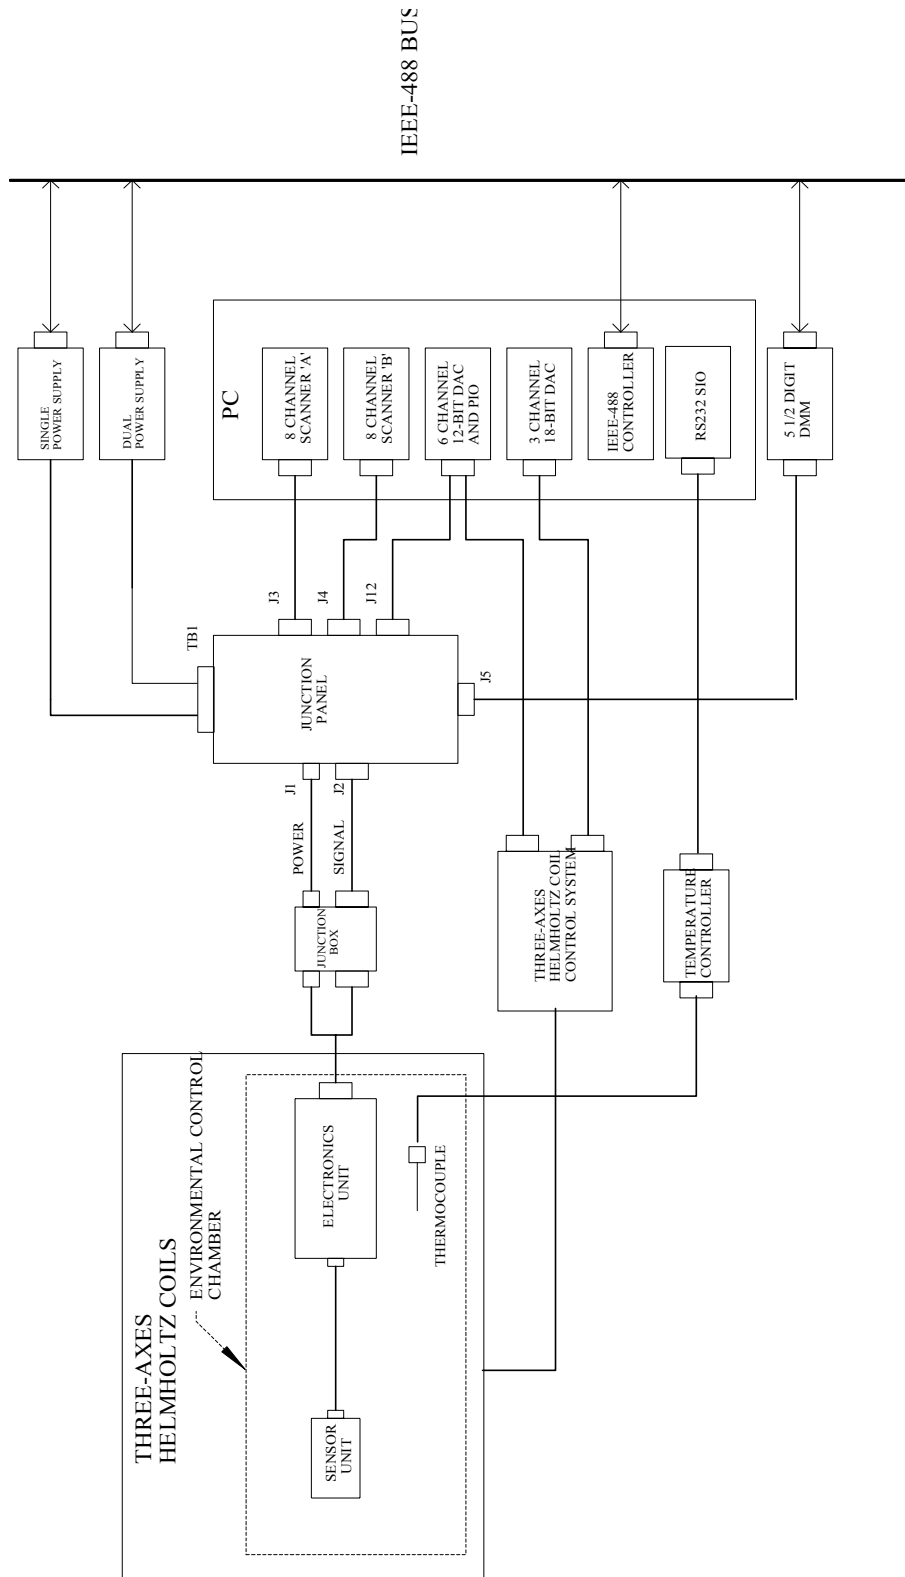 IEEE-488 BUS
SINGLE
POWER SUPPLY
DUAL
POWER SUPPLY
PC
8 CHANNEL
SCANNER 'A'
8 CHANNEL
SCANNER 'B'
6 CHANNEL
12-BIT DAC
AND PIO
3 CHANNEL
18-BIT DAC
IEEE-488
CONTROLLER
RS232 SIO
5 1/2 DIGIT
DMM
TB1
J3
J4
J12
JUNCTION
PANEL
J5
J1
J2
POWER
SIGNAL
JUNCTION
BOX
THREE-AXES
HELMHOLTZ COIL
CONTROL SYSTEM
TEMPERATURE
CONTROLLER
THREE-AXES
HELMHOLTZ COILS
ENVIRONMENTAL CONTROL
CHAMBER
ELECTRONICS
UNIT
THERMOCOUPLE
SENSOR
UNIT